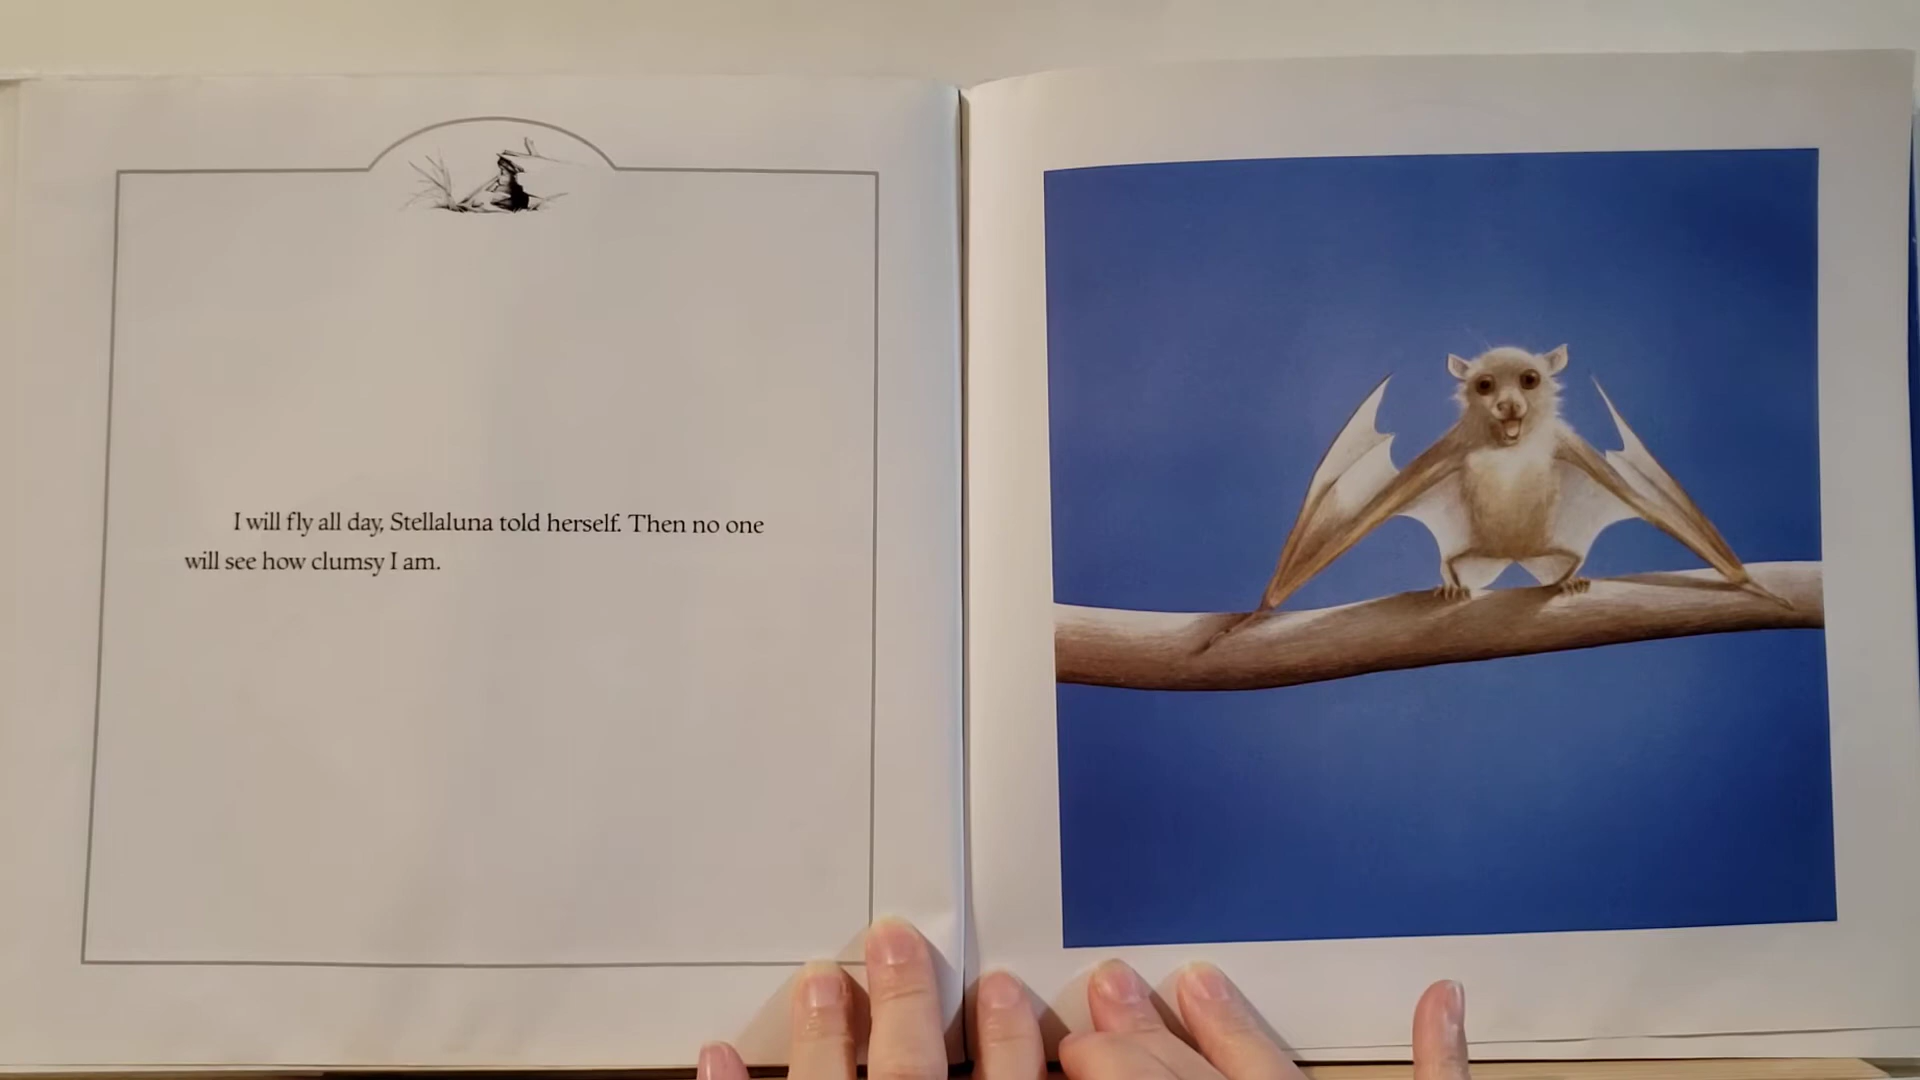 I will fly all day, Stellaluna told herself. Then no one
will see how clumsy I am.